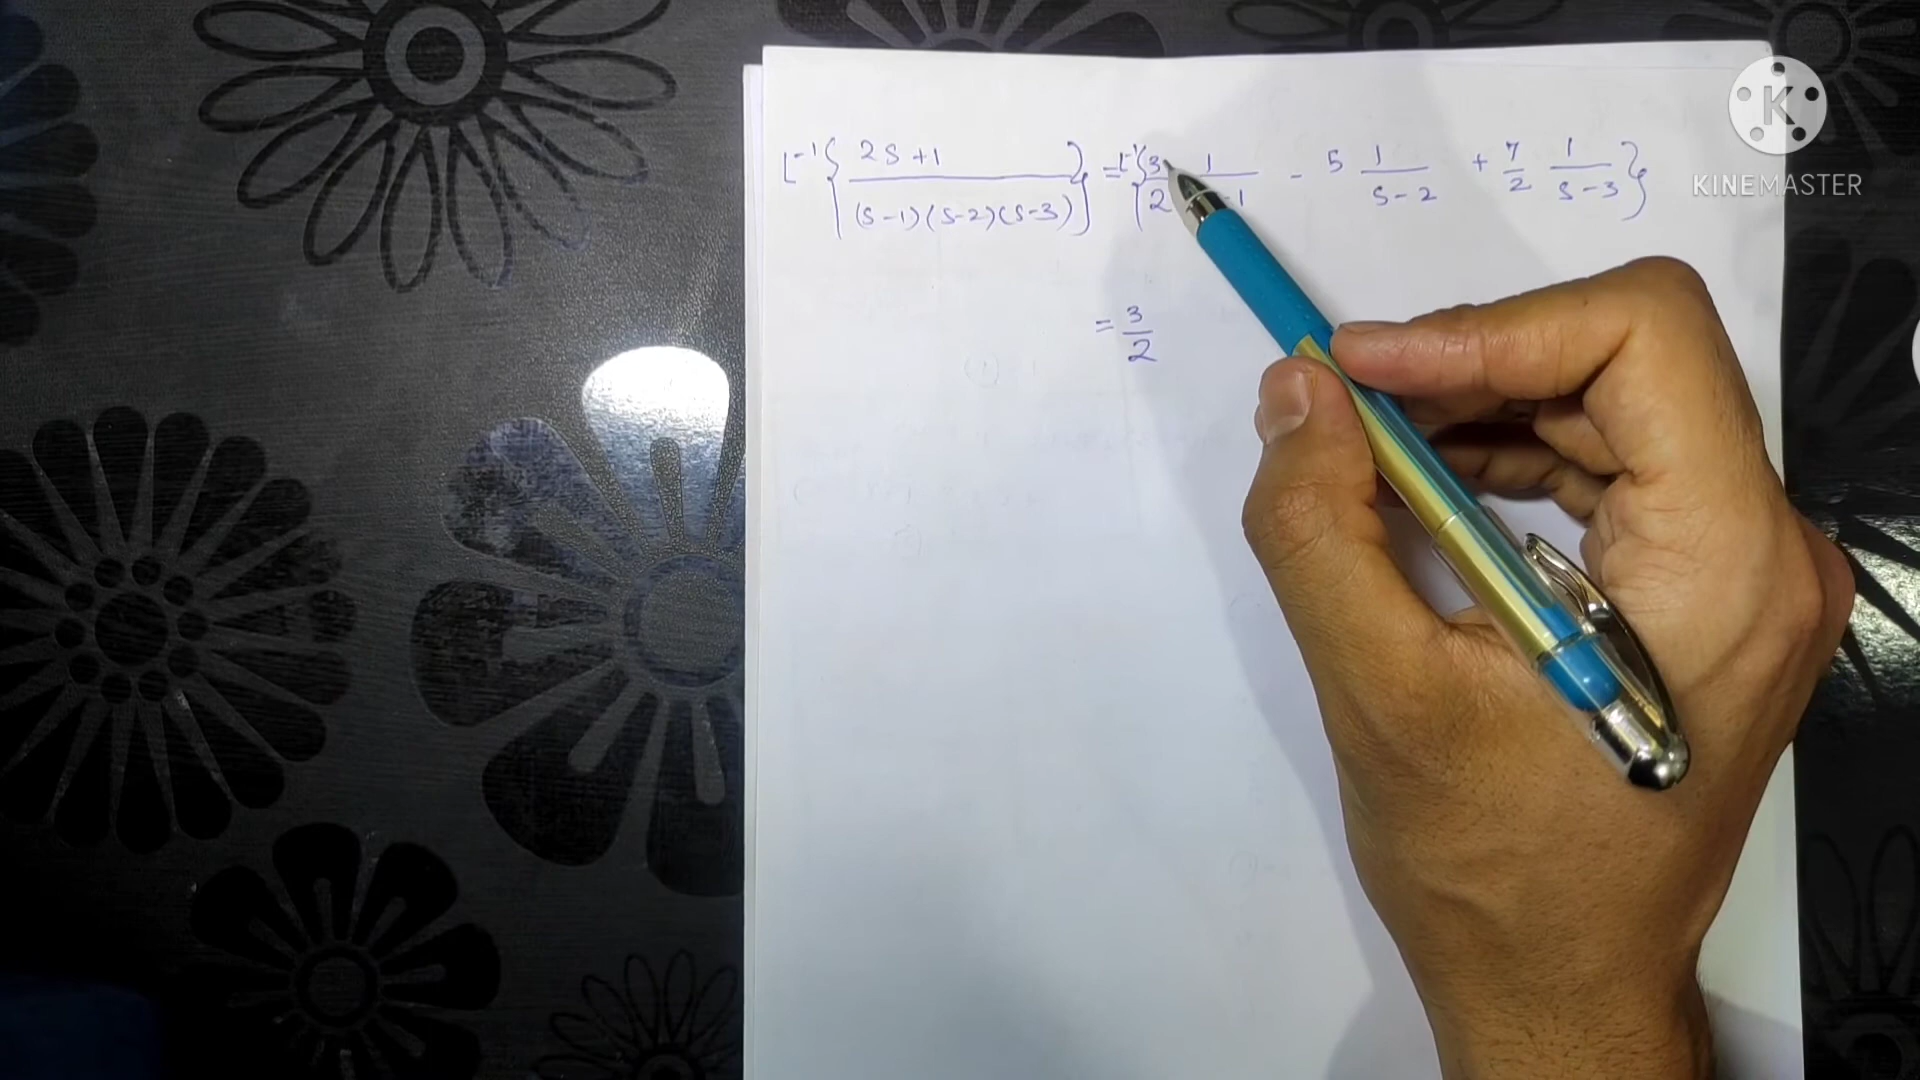 L⁻¹{ 2s+1 / (s-1)(s-2)(s-3) } = L⁻¹{ 3/2 1/ -1 - 5 1/s-2 + 7/2 1/s-3 }
= 3/2
K
KINEMASTER